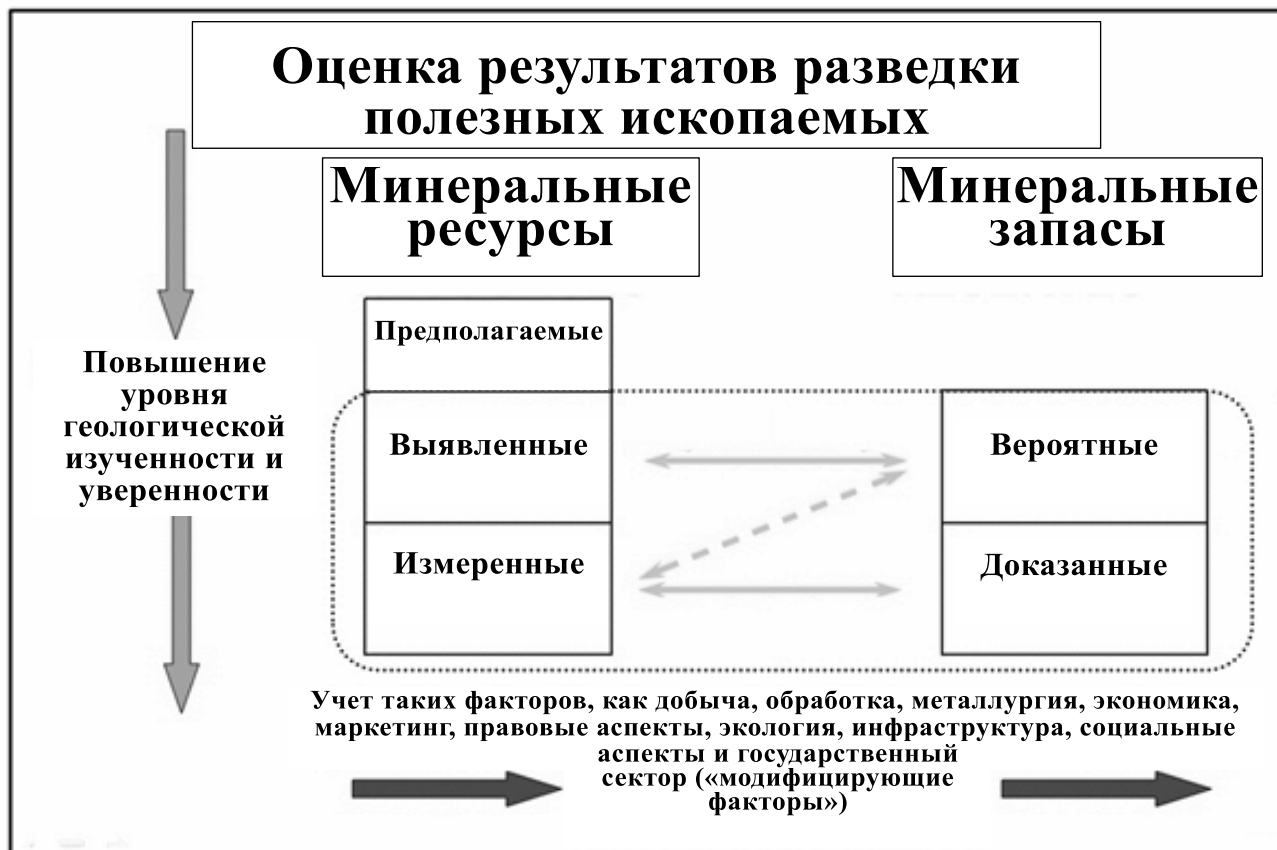 Оценка результатов разведки
полезных ископаемых
Минеральные
ресурсы
Минеральные
запасы
Предполагаемые
Повышение
уровня
геологической
изученности и
уверенности
Выявленные
Вероятные
Измеренные
Доказанные
Учет таких факторов, как добыча, обработка, металлургия, экономика,
маркетинг, правовые аспекты, экология, инфраструктура, социальные
аспекты и государственный
сектор («модифицирующие
факторы»)